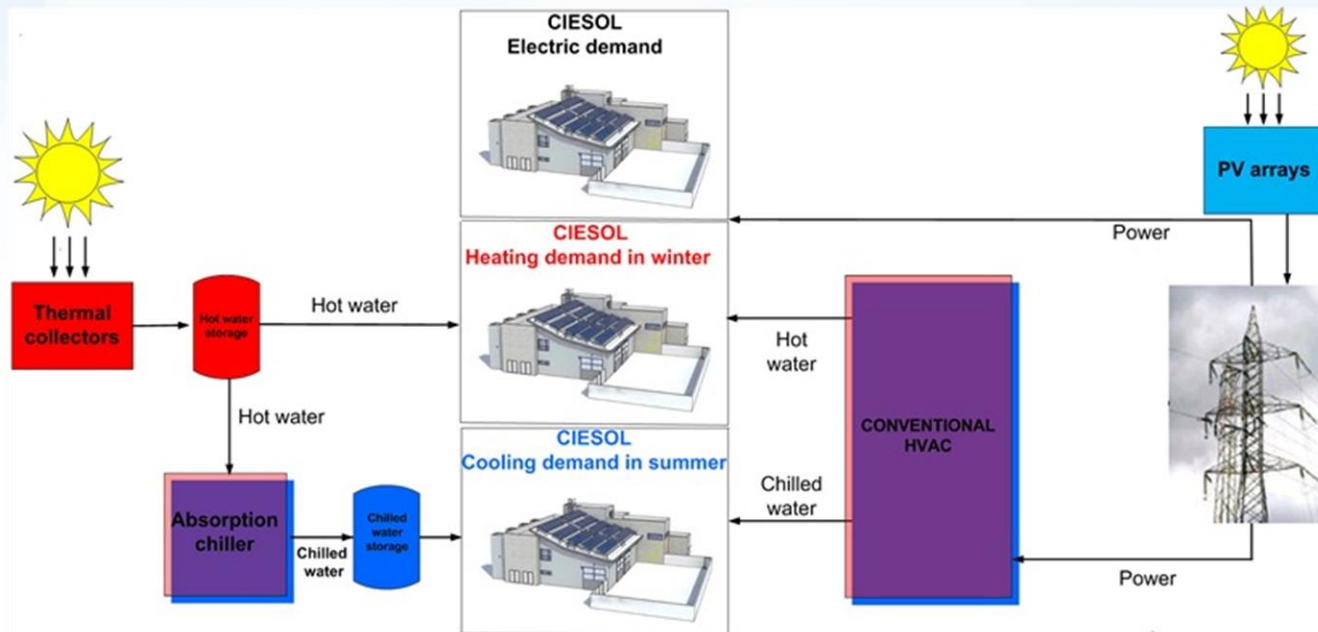 CIESOL
Electric demand
PV arrays
Power
CIESOL
Heating demand in winter
Thermal
collectors
Hot water
storage
Hot water
Hot
water
Hot water
CONVENTIONAL
HVAC
CIESOL
Cooling demand in summer
Absorption
chiller
Chilled
water
Chilled
water
storage
Chilled
water
Power